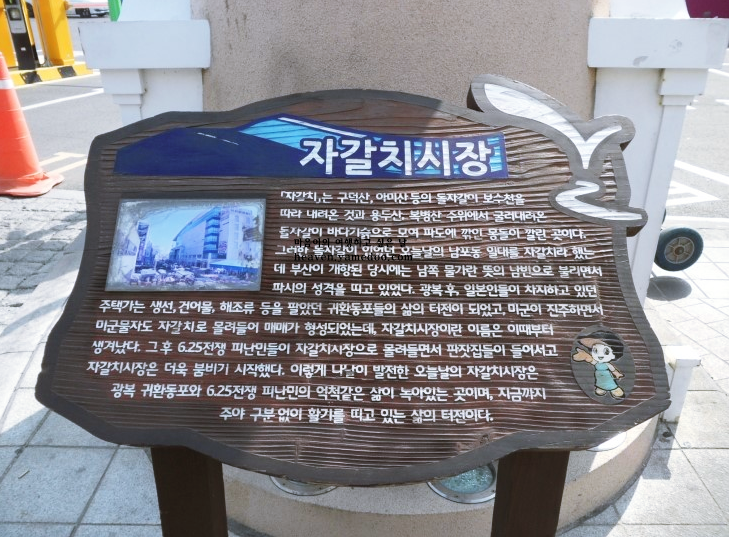 자갈치시장
「자갈치」는 구덕산, 아미산 등의 돌자갈이 보수천을
따라 내려온 것과 용두산, 복병산 주위에서 굴러내려온
돌자갈이 바닷기슭으로 모여 파도에 깎인 몽돌이 깔린 곳이다.
오늘날의 남포동 일대를 자갈치라 했는
데 부산이 개항된 당시에는 남쪽 물가란 뜻의 남빈으로 불리면서
파시의 성격을 띠고 있었다. 광복 후, 일본인들이 차지하고 있던
주택가는 생선, 건어물, 해조류 등을 팔았던 귀환동포들의 삶의 터전이 되었고, 미군이 진주하면서
미군물자도 자갈치로 몰려들어 매매가 형성되었는데, 자갈치시장이란 이름은 이때부터
생겨났다. 그 후 6.25전쟁 피난민들이 자갈치시장으로 몰려들면서 판잣집들이 들어서고
자갈치시장은 더욱 붐비기 시작했다. 이렇게 나날이 발전한 오늘날의 자갈치시장은
광복 귀환동포와 6.25전쟁 피난민의 억척같은 삶이 녹아있는 곳이며, 지금까지
주야 구분 없이 활기를 띠고 있는 삶의 터전이다.
heaven.vameduo.com